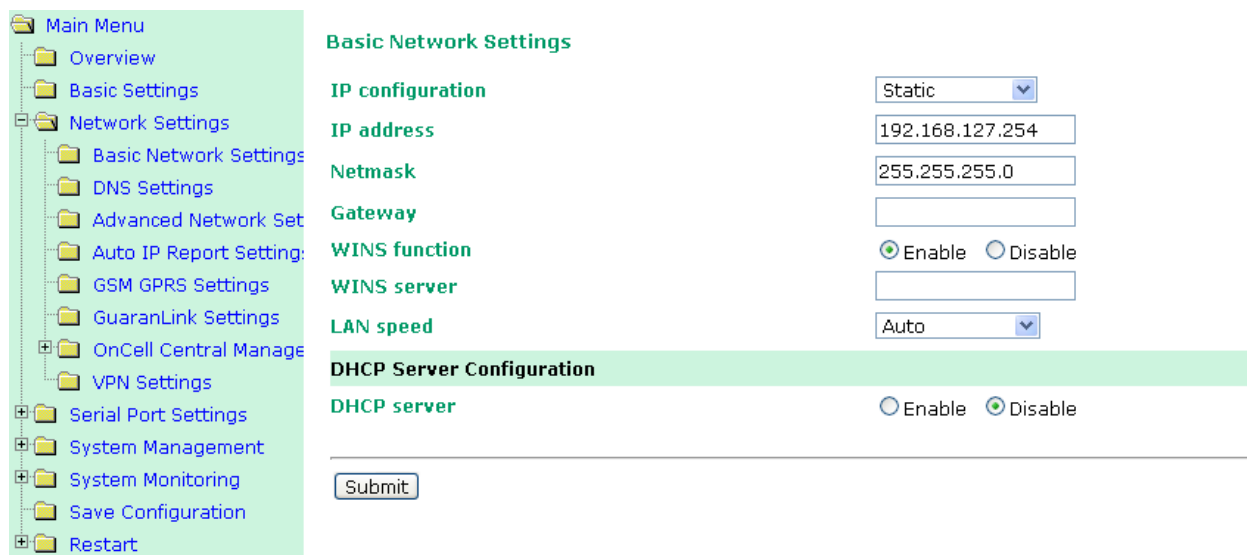 Main Menu
Overview
Basic Settings
Network Settings
Basic Network Settings
DNS Settings
Advanced Network Set
Auto IP Report Setting
GSM GPRS Settings
GuaranLink Settings
OnCell Central Manage
VPN Settings
Serial Port Settings
System Management
System Monitoring
Save Configuration
Restart
Basic Network Settings
IP configuration Static
IP address 192.168.127.254
Netmask 255.255.255.0
Gateway
WINS function Enable Disable
WINS server
LAN speed Auto
DHCP Server Configuration
DHCP server Enable Disable
Submit